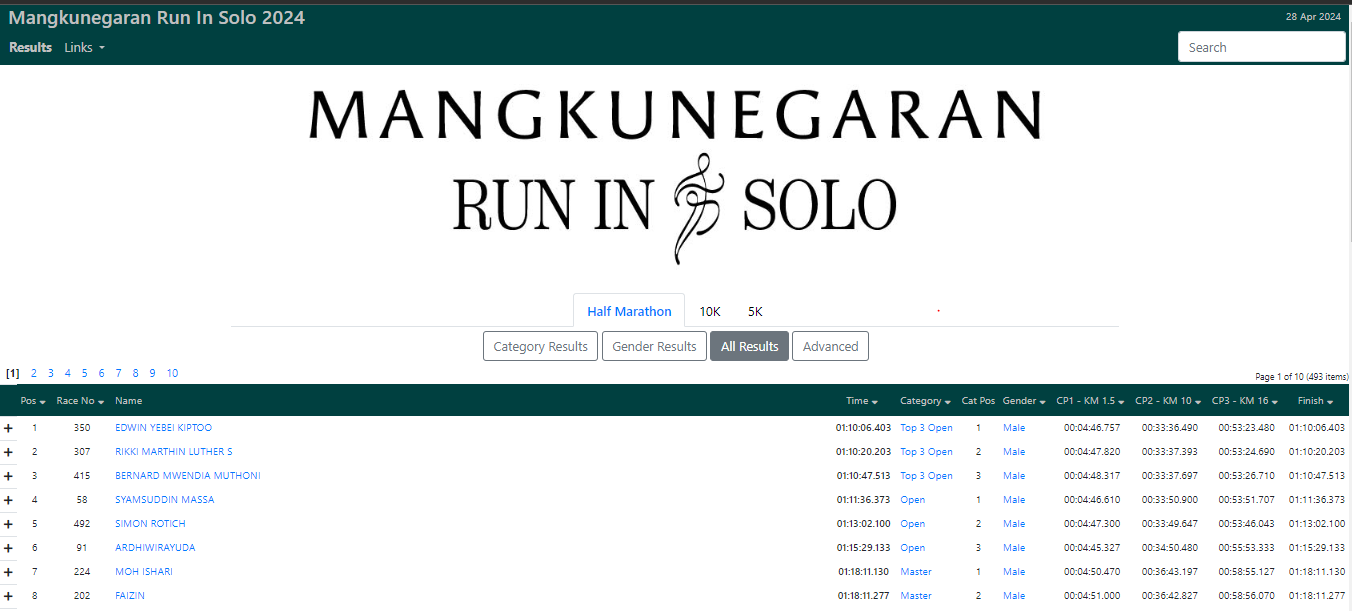 Mangkunegaran Run In Solo 2024
28 Apr 2024
Results Links
Search
MANGKUNEGARAN
RUN IN SOLO
Half Marathon 10K 5K
Category Results Gender Results All Results Advanced
[1] 2 3 4 5 6 7 8 9 10
Page 1 of 10 (493 items)
Pos Race No Name Time Category Cat Pos Gender CP1 - KM 1.5 CP2 - KM 10 CP3 - KM 16 Finish
+ 1 350 EDWIN YEBEI KIPTOO 01:10:06.403 Top 3 Open 1 Male 00:04:46.757 00:33:36.490 00:53:23.480 01:10:06.403
+ 2 307 RIKKI MARTHIN LUTHER S 01:10:20.203 Top 3 Open 2 Male 00:04:47.820 00:33:37.393 00:53:24.690 01:10:20.203
+ 3 415 BERNARD MWENDIA MUTHONI 01:10:47.513 Top 3 Open 3 Male 00:04:48.317 00:33:37.697 00:53:26.710 01:10:47.513
+ 4 58 SYAMSUDDIN MASSA 01:11:36.373 Open 1 Male 00:04:46.610 00:33:50.900 00:53:51.707 01:11:36.373
+ 5 492 SIMON ROTICH 01:13:02.100 Open 2 Male 00:04:47.300 00:33:49.647 00:53:46.043 01:13:02.100
+ 6 91 ARDHIWIRAYUDA 01:15:29.133 Open 3 Male 00:04:45.327 00:34:50.480 00:55:53.333 01:15:29.133
+ 7 224 MOH ISHARI 01:18:11.130 Master 1 Male 00:04:50.470 00:36:43.197 00:58:55.127 01:18:11.130
+ 8 202 FAIZIN 01:18:11.277 Master 2 Male 00:04:51.000 00:36:42.827 00:58:56.070 01:18:11.277